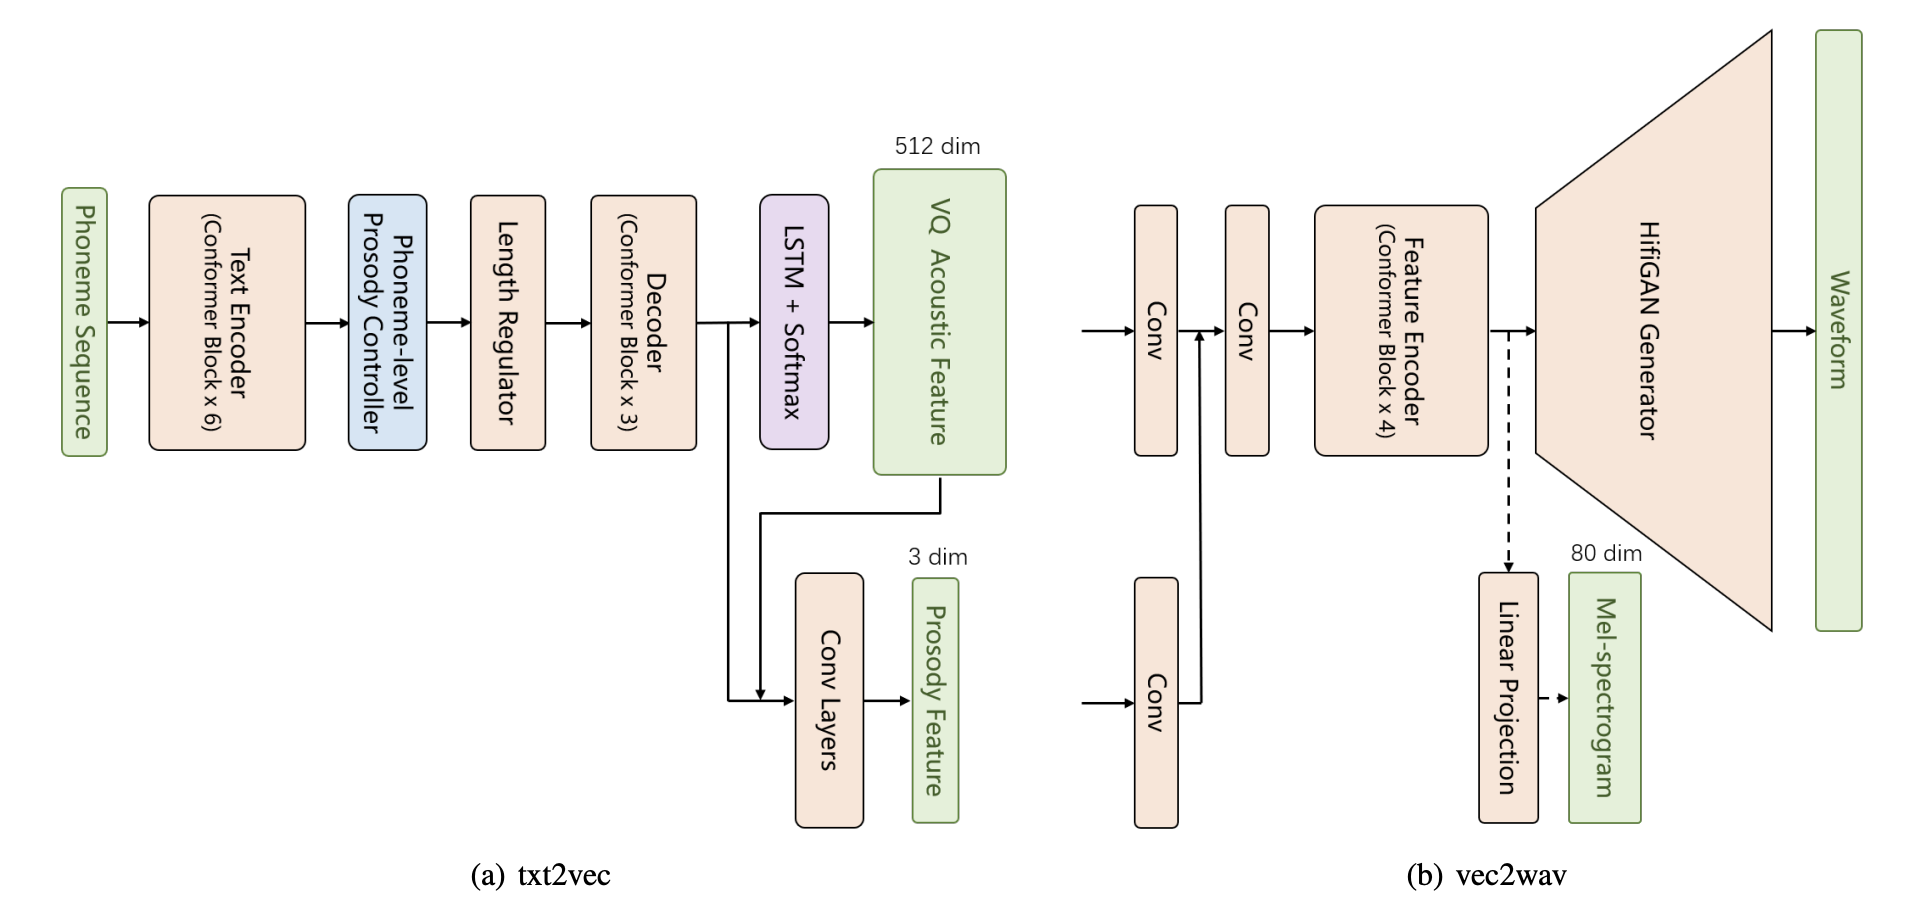 Phoneme Sequence
Text Encoder
(Conformer Block x 6)
Phoneme-level
Prosody Controller
Length Regulator
Decoder
(Conformer Block x 3)
LSTM + Softmax
512 dim
VQ Acoustic Feature
Conv Layers
3 dim
Prosody Feature
(a) txt2vec
Conv
Conv
Feature Encoder
(Conformer Block x 4)
HifiGAN Generator
Waveform
Conv
Linear Projection
80 dim
Mel-spectrogram
(b) vec2wav